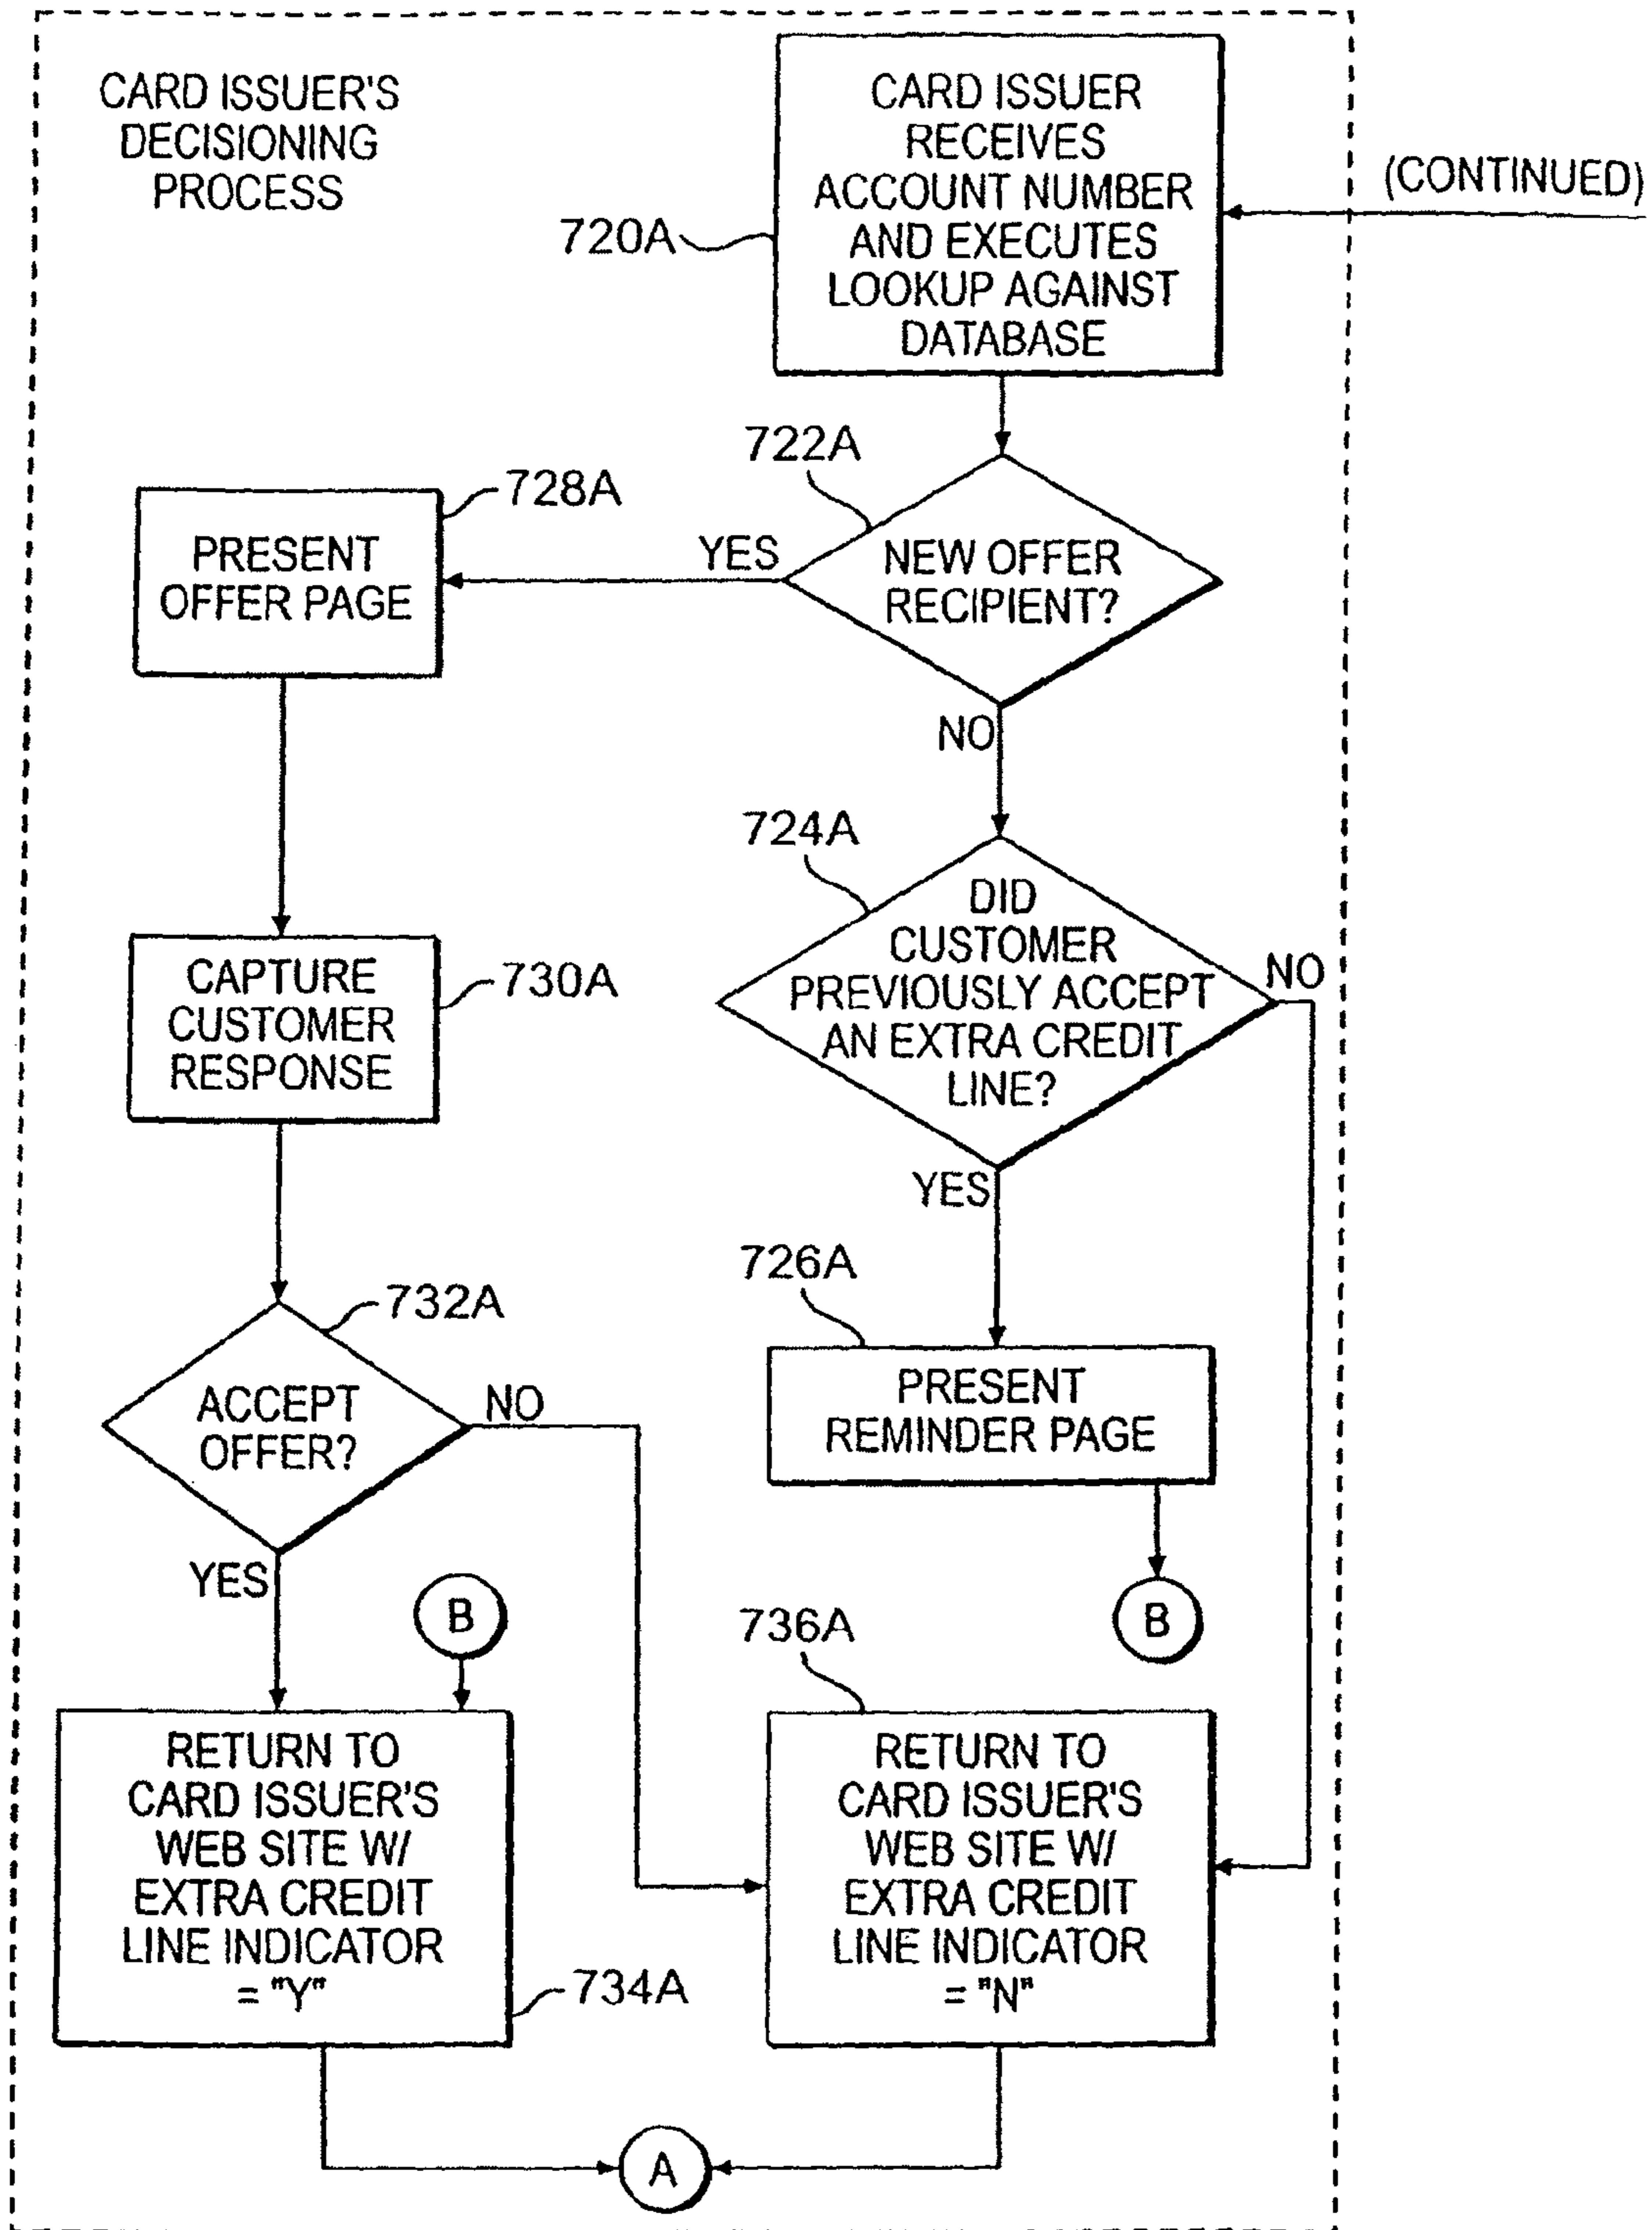 CARD ISSUER'S
DECISIONING
PROCESS
CARD ISSUER
RECEIVES
ACCOUNT NUMBER
AND EXECUTES
LOOKUP AGAINST
DATABASE
(CONTINUED)
720A
722A
NEW OFFER
RECIPIENT?
YES
NO
728A
PRESENT
OFFER PAGE
724A
DID
CUSTOMER
PREVIOUSLY ACCEPT
AN EXTRA CREDIT
LINE?
NO
YES
CAPTURE
CUSTOMER
RESPONSE
730A
726A
PRESENT
REMINDER PAGE
B
732A
ACCEPT
OFFER?
NO
YES
B
736A
RETURN TO
CARD ISSUER'S
WEB SITE W/
EXTRA CREDIT
LINE INDICATOR
= "Y"
734A
RETURN TO
CARD ISSUER'S
WEB SITE W/
EXTRA CREDIT
LINE INDICATOR
= "N"
A